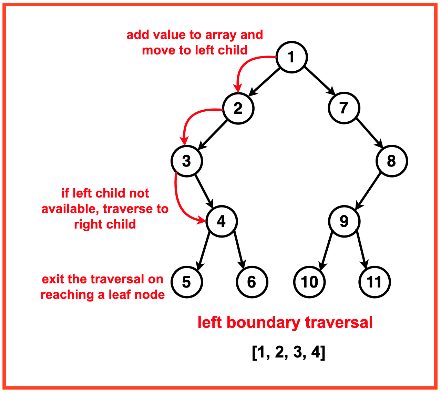 add value to array and
move to left child
1
2
7
3
8
if left child not
available, traverse to
right child
4
9
exit the traversal on
reaching a leaf node
5
6
10
11
left boundary traversal
[1, 2, 3, 4]